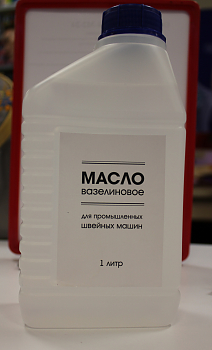 МАСЛО
вазелиновое
для промышленных
швейных машин
1 литр